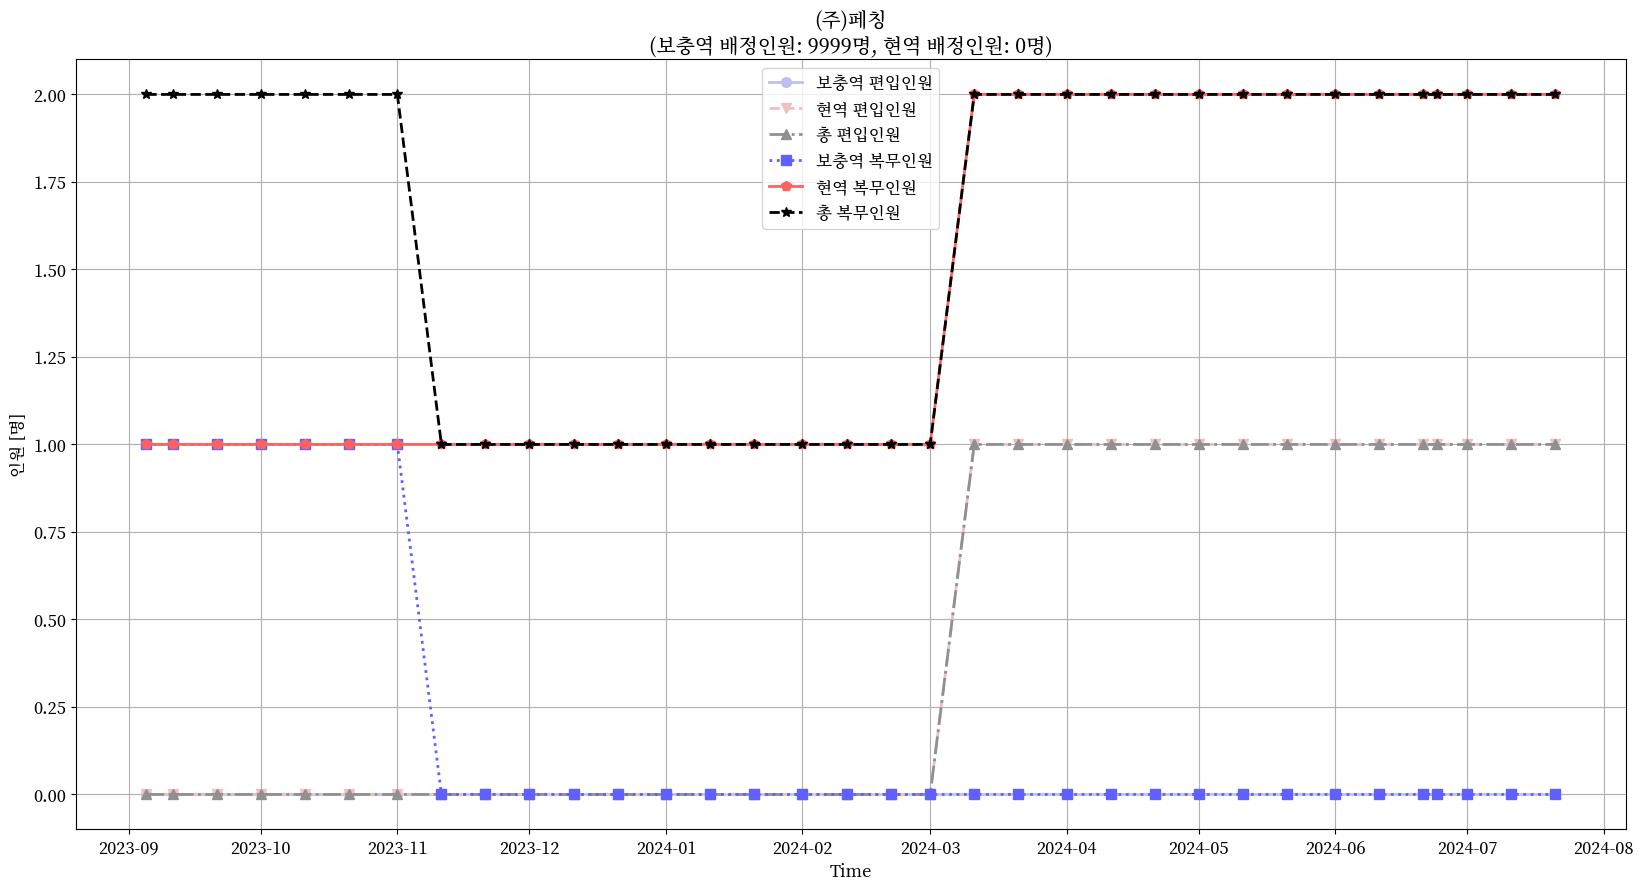 (주)페칭
(보충역 배정인원: 9999명, 현역 배정인원: 0명)
보충역 편입인원
현역 편입인원
총 편입인원
보충역 복무인원
현역 복무인원
총 복무인원
2.00
1.75
1.50
1.25
1.00
0.75
0.50
0.25
0.00
인원 [명]
2023-09 2023-10 2023-11 2023-12 2024-01 2024-02 2024-03 2024-04 2024-05 2024-06 2024-07 2024-08
Time